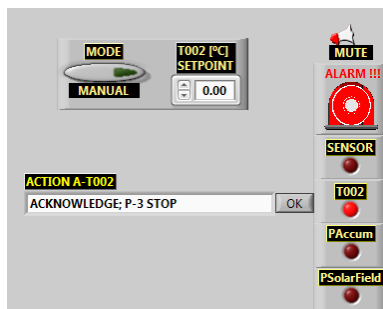 MODE
MANUAL
T002 [ºC]
SETPOINT
0.00
MUTE
ALARM !!!
SENSOR
ACTION A-T002
ACKNOWLEDGE; P-3 STOP
OK
T002
PAccum
PSolarField